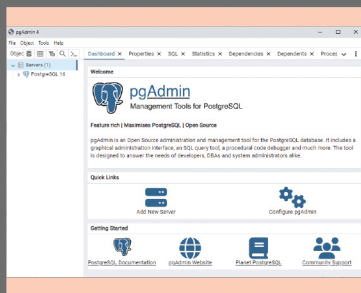 pgAdmin 4
File Object Tools Help
Objec
Dashboard × Properties × SQL × Statistics × Dependencies × Dependents × Proces
Servers (1)
PostgreSQL 16
Welcome
pgAdmin
Management Tools for PostgreSQL
Feature rich | Maximises PostgreSQL | Open Source
pgAdmin is an Open Source administration and management tool for the PostgreSQL database. It includes a
graphical administration interface, an SQL query tool, a procedural code debugger and much more. The tool
is designed to answer the needs of developers, DBAs and system administrators alike.
Quick Links
Add New Server
Configure pgAdmin
Getting Started
PostgreSQL Documentation
pgAdmin Website
Planet PostgreSQL
Community Support